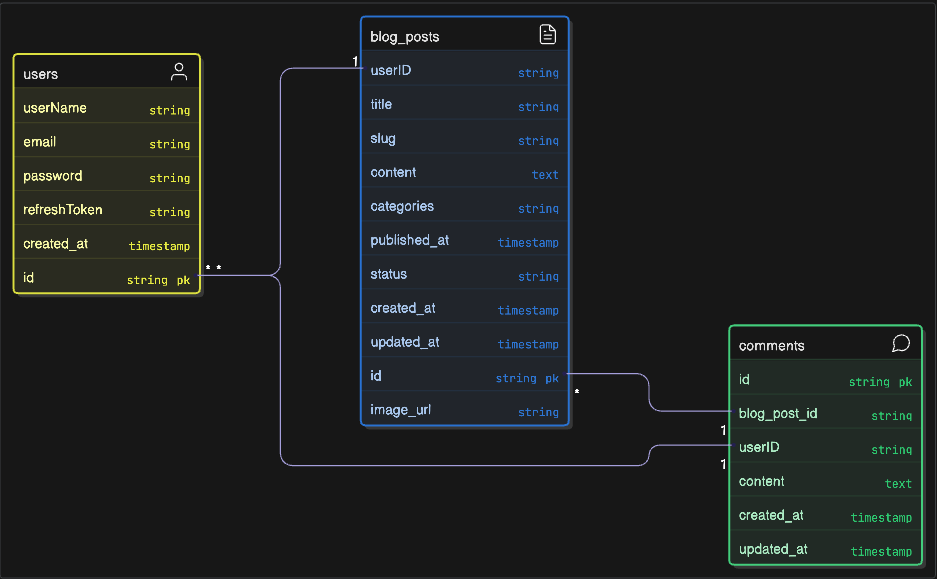 users
userName string
email string
password string
refreshToken string
created_at timestamp
id string pk
* *
1
blog_posts
userID string
title string
slug string
content text
categories string
published_at timestamp
status string
created_at timestamp
updated_at timestamp
id string pk
image_url string
*
comments
id string pk
blog_post_id string
1
userID string
1
content text
created_at timestamp
updated_at timestamp